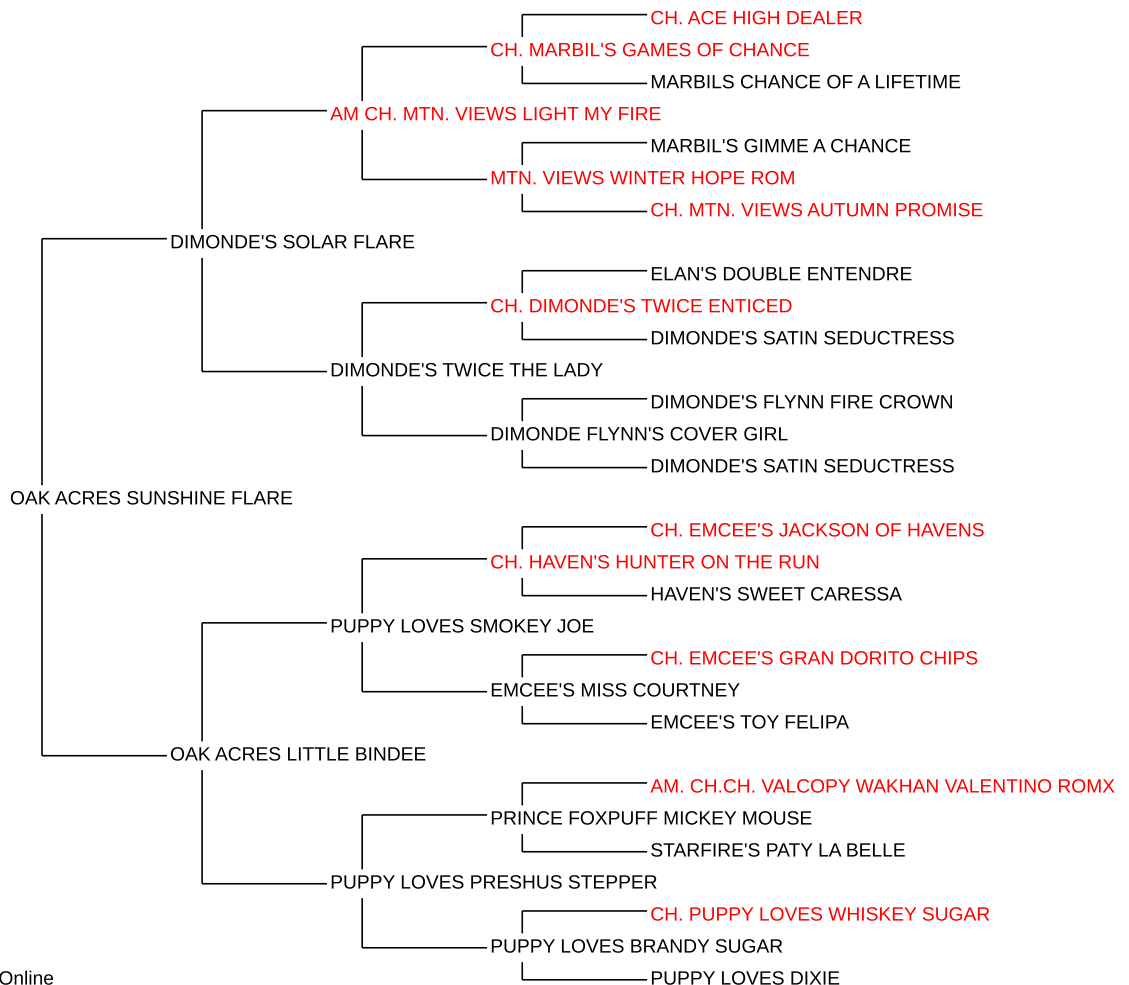 CH. ACE HIGH DEALER
CH. MARBIL'S GAMES OF CHANCE
MARBILS CHANCE OF A LIFETIME
AM CH. MTN. VIEWS LIGHT MY FIRE
MARBIL'S GIMME A CHANCE
MTN. VIEWS WINTER HOPE ROM
CH. MTN. VIEWS AUTUMN PROMISE
DIMONDE'S SOLAR FLARE
ELAN'S DOUBLE ENTENDRE
CH. DIMONDE'S TWICE ENTICED
DIMONDE'S SATIN SEDUCTRESS
DIMONDE'S TWICE THE LADY
DIMONDE'S FLYNN FIRE CROWN
DIMONDE FLYNN'S COVER GIRL
DIMONDE'S SATIN SEDUCTRESS
OAK ACRES SUNSHINE FLARE
CH. EMCEE'S JACKSON OF HAVENS
CH. HAVEN'S HUNTER ON THE RUN
HAVEN'S SWEET CARESSA
PUPPY LOVES SMOKEY JOE
CH. EMCEE'S GRAN DORITO CHIPS
EMCEE'S MISS COURTNEY
EMCEE'S TOY FELIPA
OAK ACRES LITTLE BINDEE
AM. CH.CH. VALCOPY WAKHAN VALENTINO ROMX
PRINCE FOXPUFF MICKEY MOUSE
STARFIRE'S PATY LA BELLE
PUPPY LOVES PRESHUS STEPPER
CH. PUPPY LOVES WHISKEY SUGAR
PUPPY LOVES BRANDY SUGAR
PUPPY LOVES DIXIE
Online